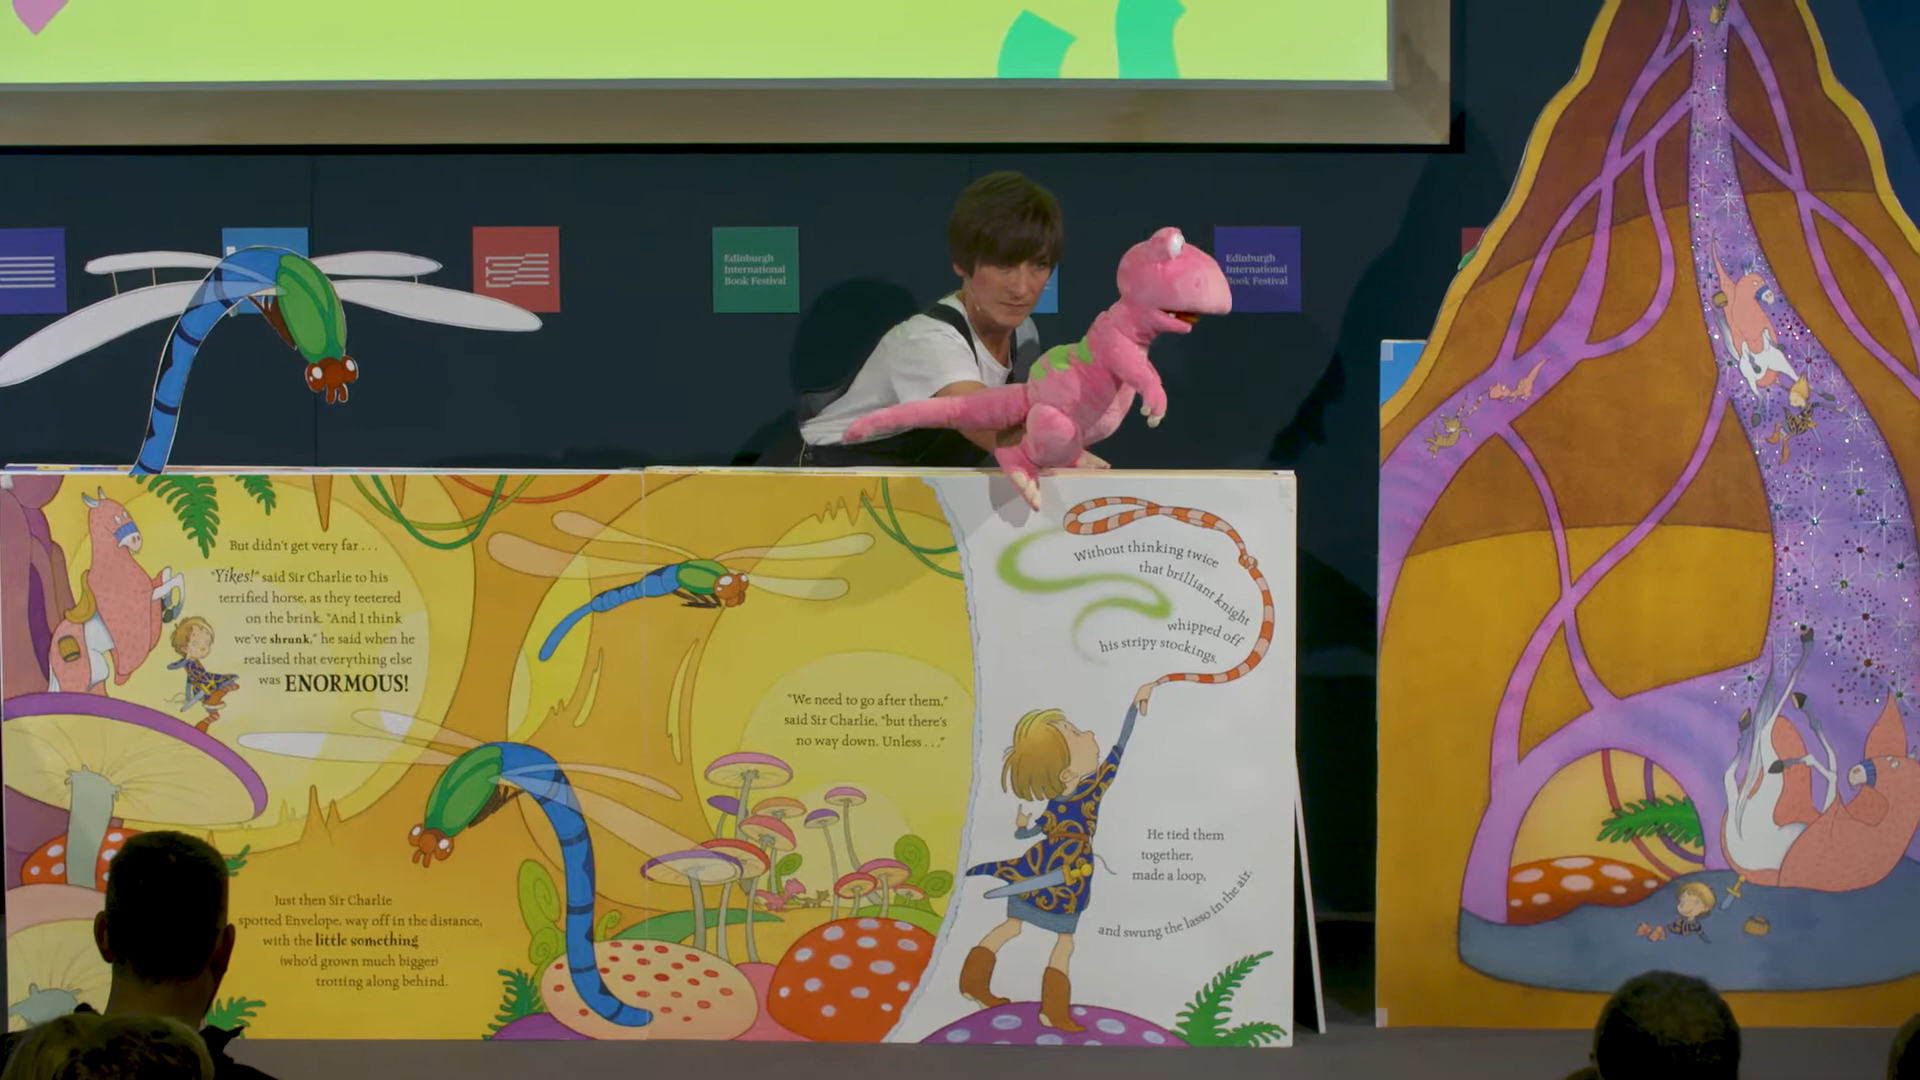 Edinburgh
International
Book Festival
Edinburgh
International
Book Festival
But didn't get very far . . .
"Yikes!" said Sir Charlie to his
terrified horse, as they teetered
on the brink. "And I think
we've shrunk," he said when he
realised that everything else
was ENORMOUS!
Just then Sir Charlie
spotted Envelope, way off in the distance,
with the little something
(who'd grown much bigger)
trotting along behind.
"We need to go after them,"
said Sir Charlie, "but there's
no way down. Unless . . ."
Without thinking twice
that brilliant knight
whipped off
his stripy stockings.
He tied them
together,
made a loop,
and swung the lasso in the air.